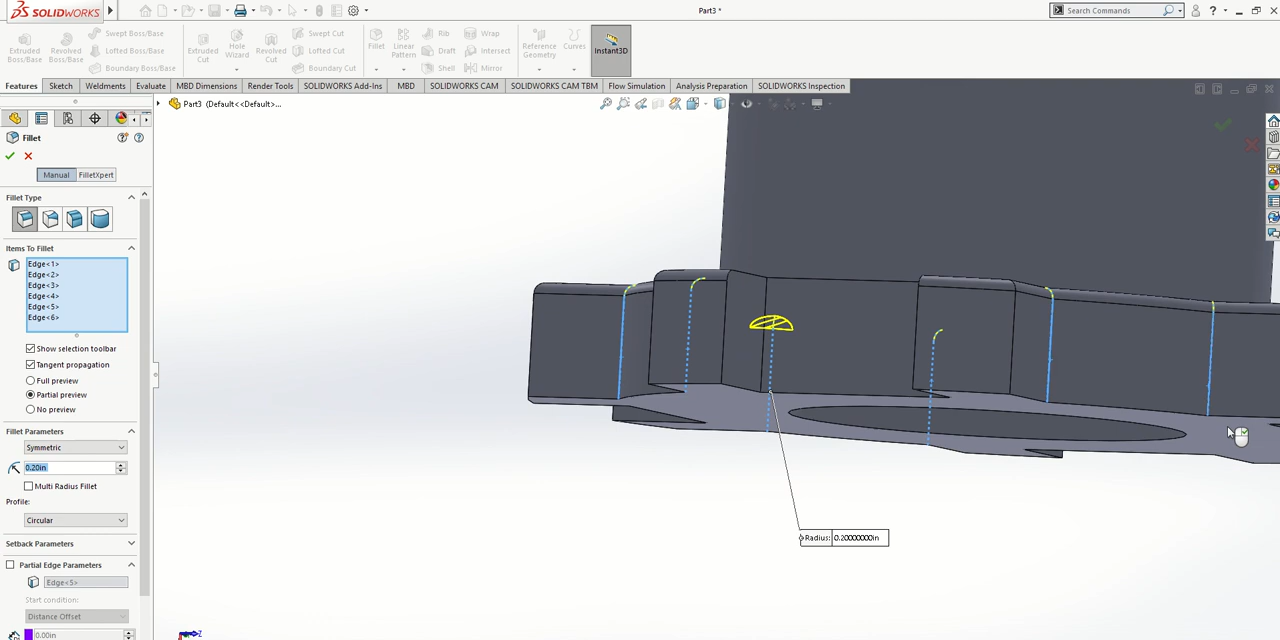 SOLIDWORKS
Part3 *
Search Commands
Extruded Boss/Base
Revolved Boss/Base
Swept Boss/Base
Lofted Boss/Base
Boundary Boss/Base
Extruded Cut
Hole Wizard
Revolved Cut
Swept Cut
Lofted Cut
Boundary Cut
Fillet
Linear Pattern
Rib
Draft
Shell
Wrap
Intersect
Mirror
Reference Geometry
Curves
Instant3D
Features
Sketch
Weldments
Evaluate
MBD Dimensions
Render Tools
SOLIDWORKS Add-Ins
MBD
SOLIDWORKS CAM
SOLIDWORKS CAM TBM
Flow Simulation
Analysis Preparation
SOLIDWORKS Inspection
Part3 (Default<<Default>...
Fillet
Manual
FilletXpert
Fillet Type
Items To Fillet
Edge<1>
Edge<2>
Edge<3>
Edge<4>
Edge<5>
Edge<6>
Show selection toolbar
Tangent propagation
Full preview
Partial preview
No preview
Fillet Parameters
Symmetric
0.20in
Multi Radius Fillet
Profile:
Circular
Setback Parameters
Partial Edge Parameters
Edge<5>
Start condition:
Distance Offset
0.00in
Radius: 0.20000000in
Z